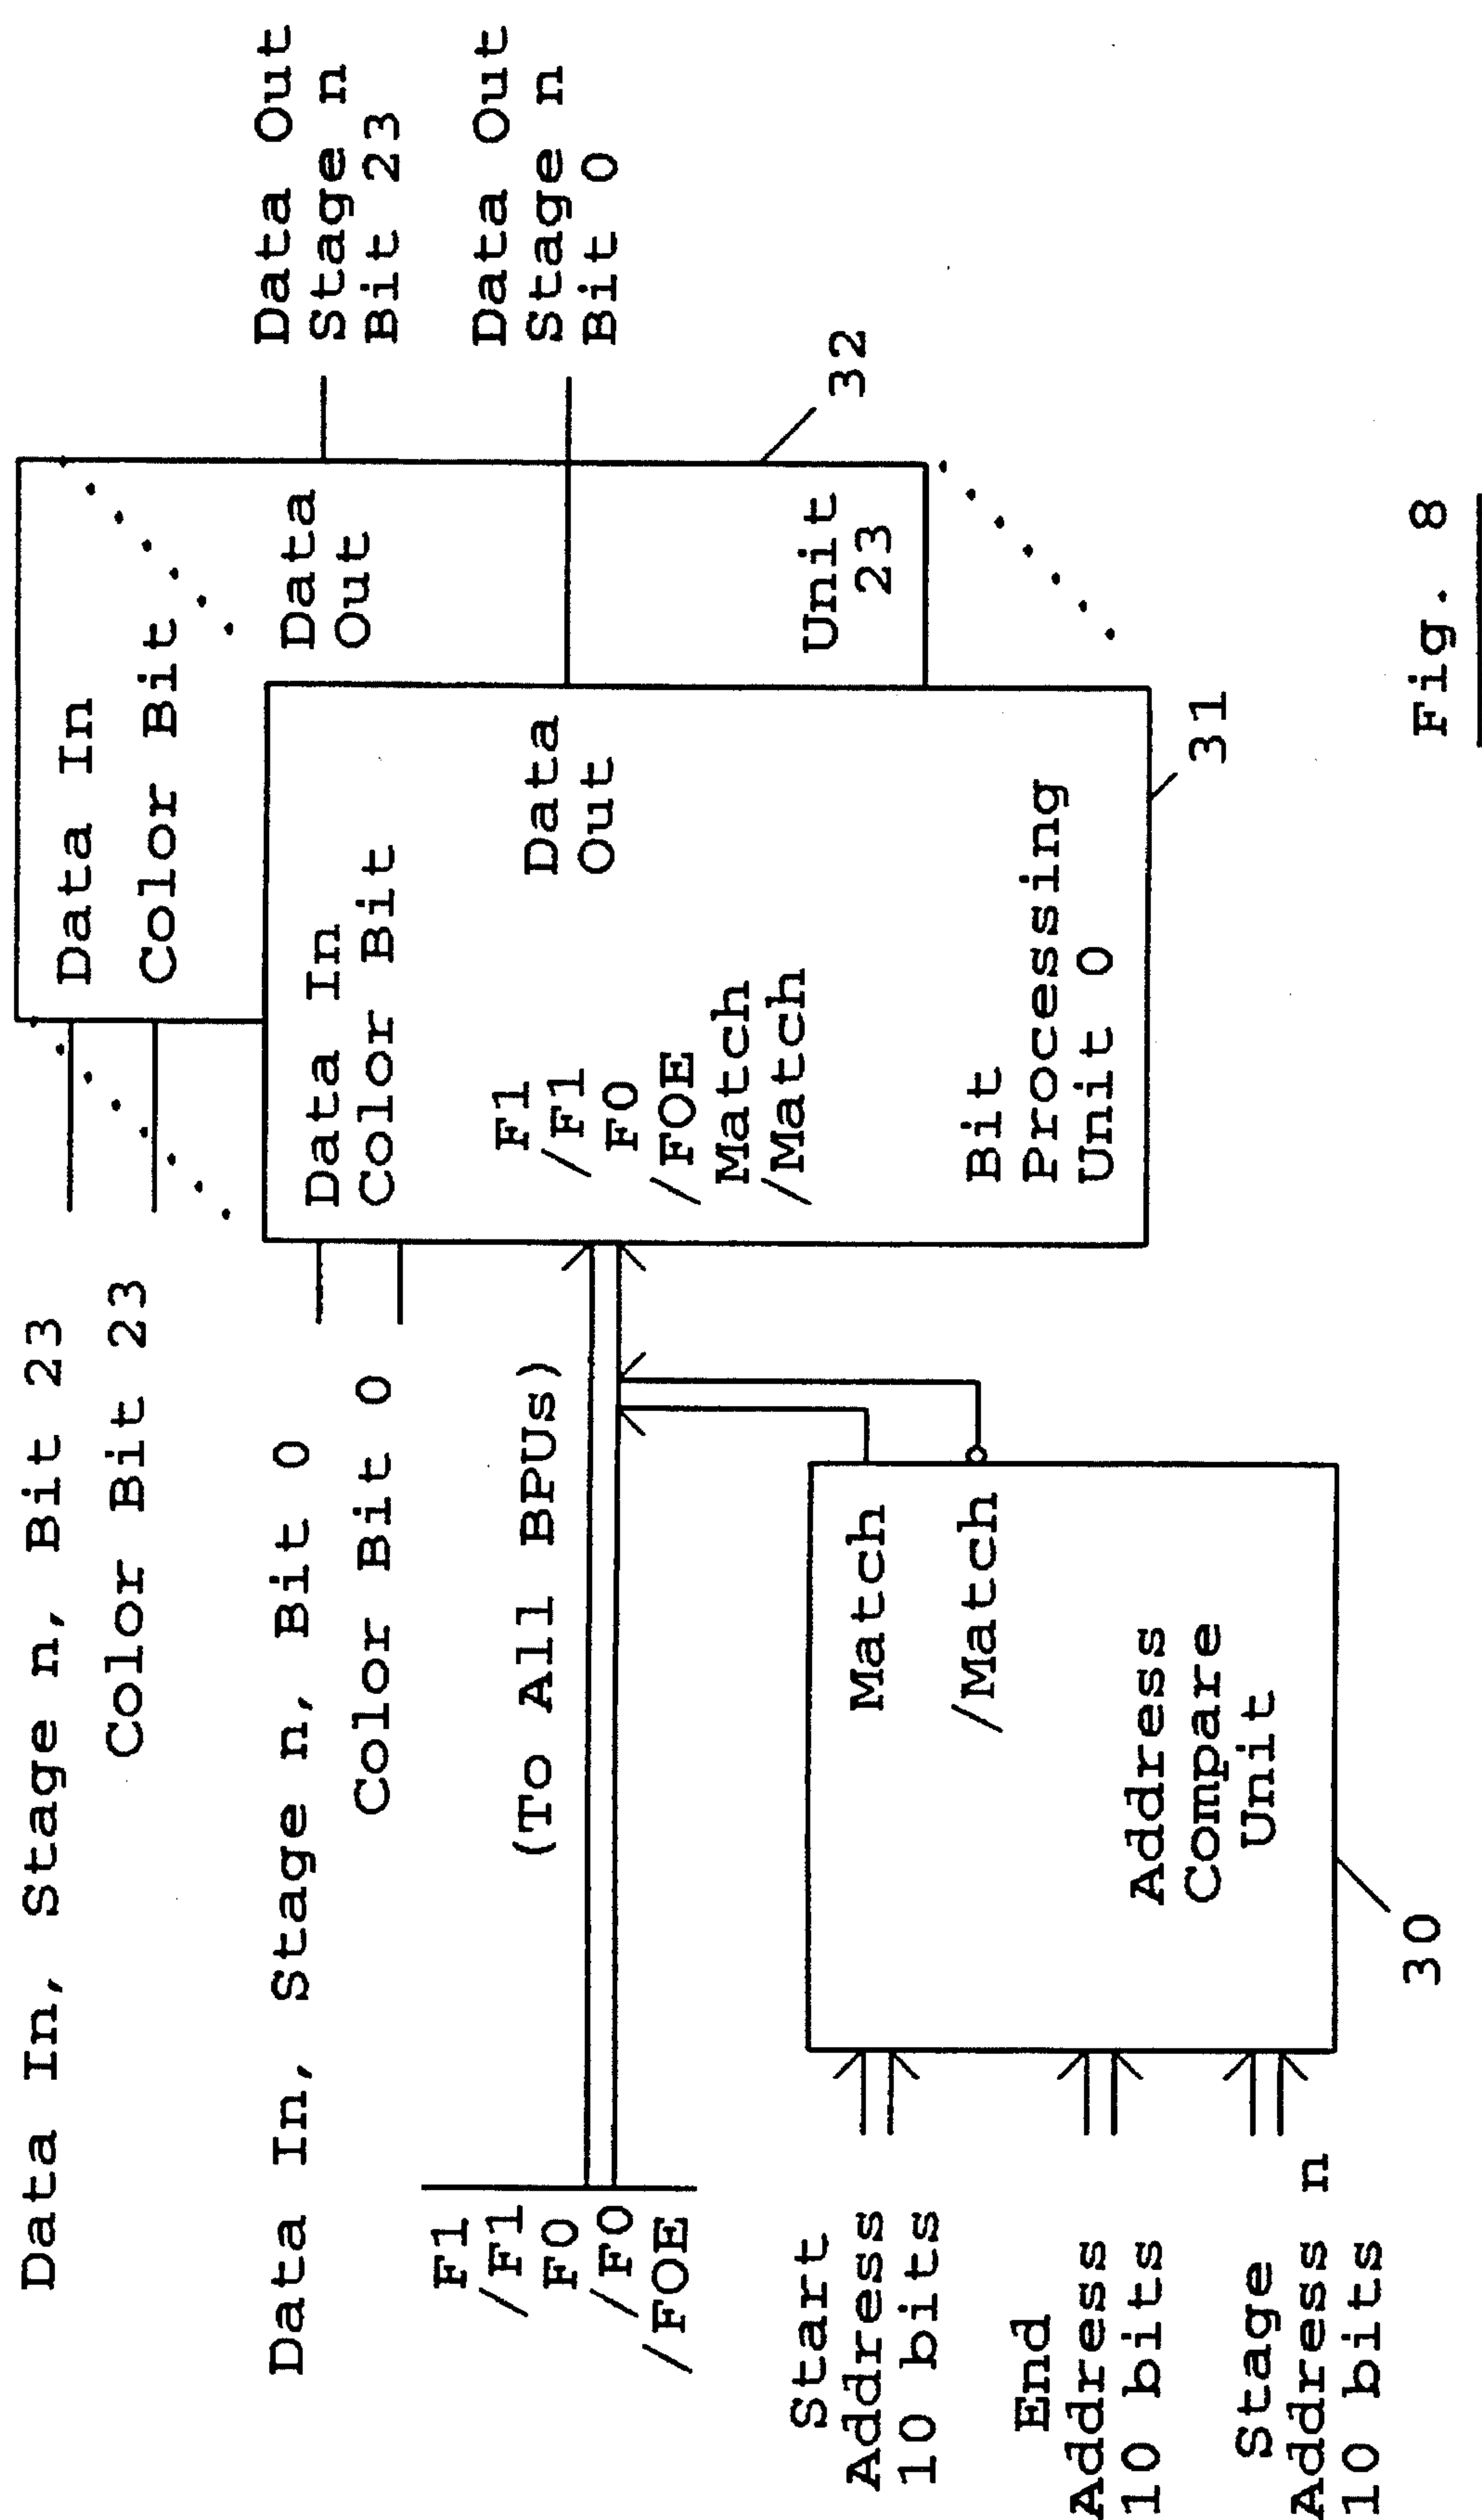 Data In, Stage n, Bit 23
Color Bit 23
Data In, Stage n, Bit 0
Color Bit 0
(To All BPUs)
F1
/F1
F0
/F0
/FOE
Start
Address
10 bits
End
Address
10 bits
Stage
Address n
10 bits
Match
/Match
Address
Compare
Unit
30
Data In
Color Bit
Data
Out
Unit
23
Data In
Color Bit
F1
/F1
F0
/FOE
Match
/Match
Data
Out
Bit
Processing
Unit 0
31
32
Data Out
Stage n
Bit 23
Data Out
Stage n
Bit 0
Fig. 8